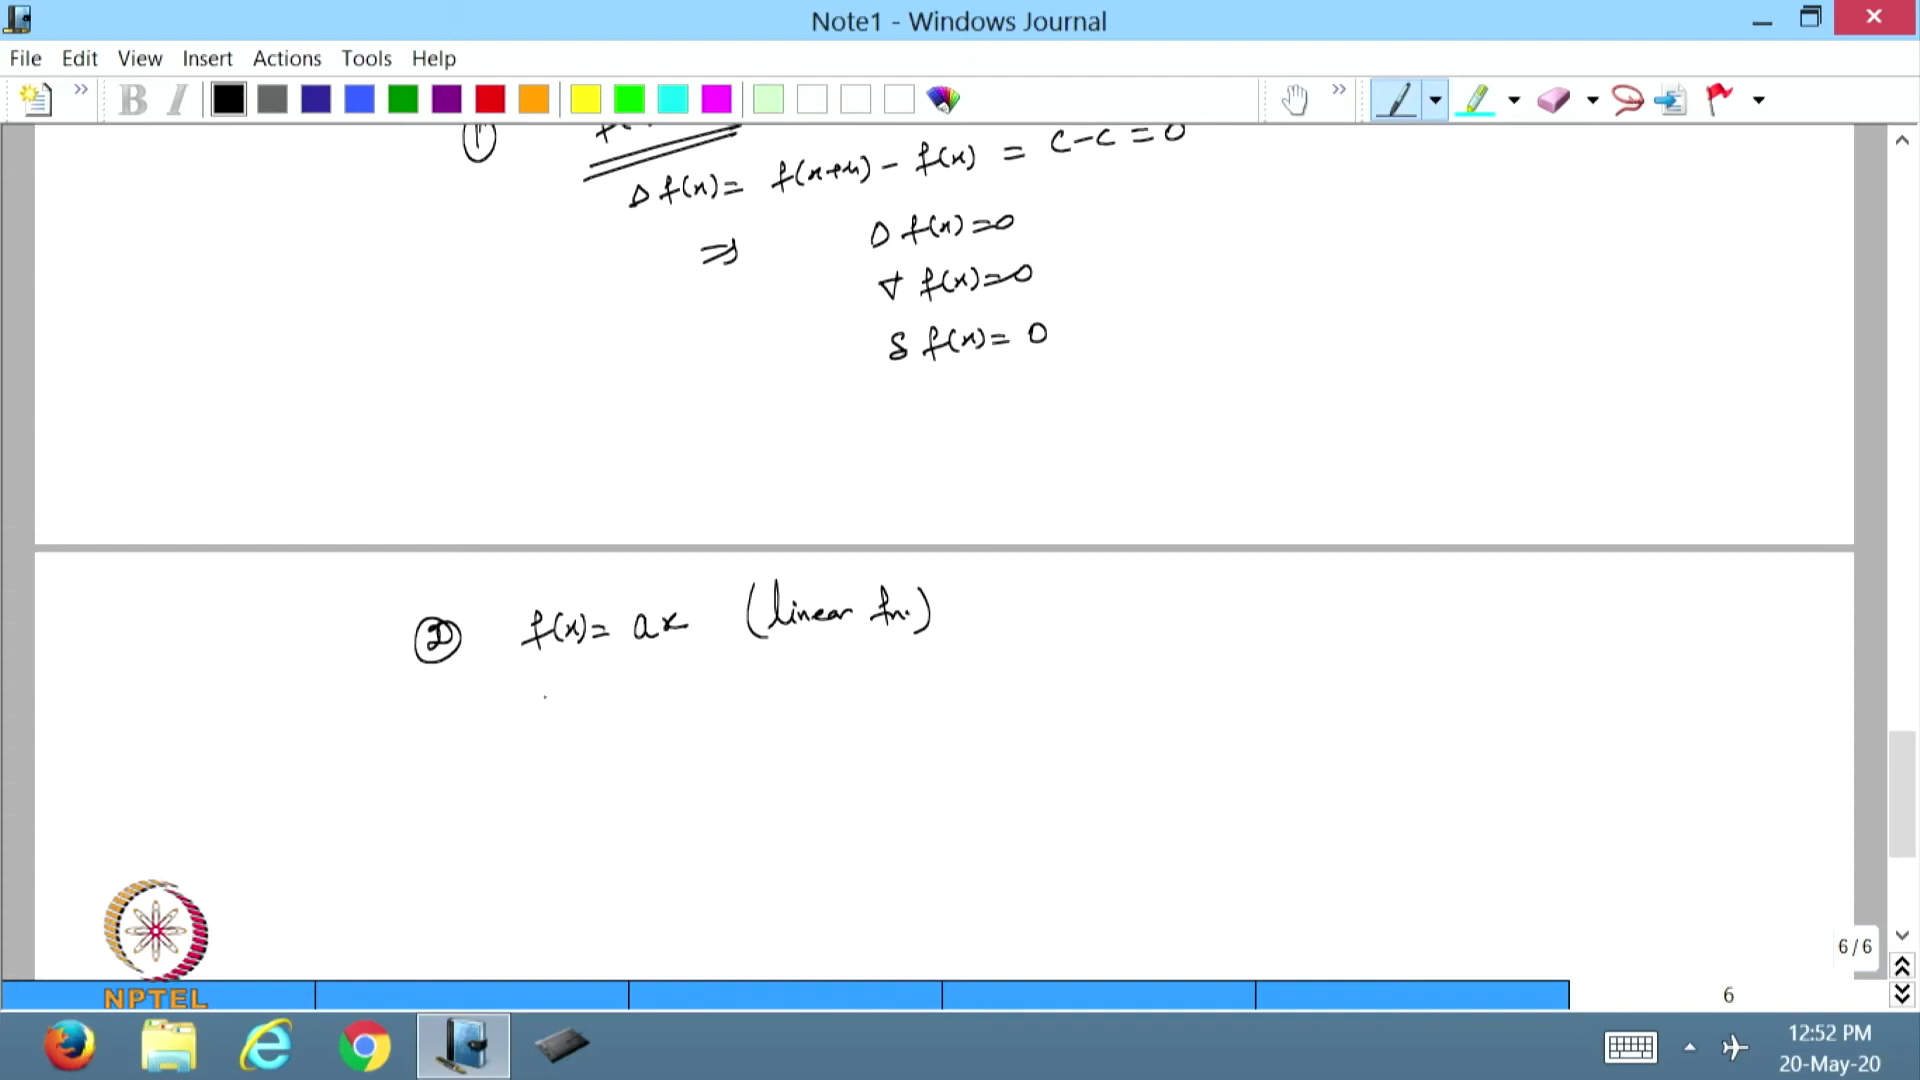 Note1 - Windows Journal
File Edit View Insert Actions Tools Help
B I
①
Δ f(x) = f(x+h) - f(x) = c-c = 0
⇒ Δ f(x) = 0
∇ f(x) = 0
δ f(x) = 0
② f(x) = ax (linear fn.)
6 / 6
NPTEL
6
12:52 PM
20-May-20